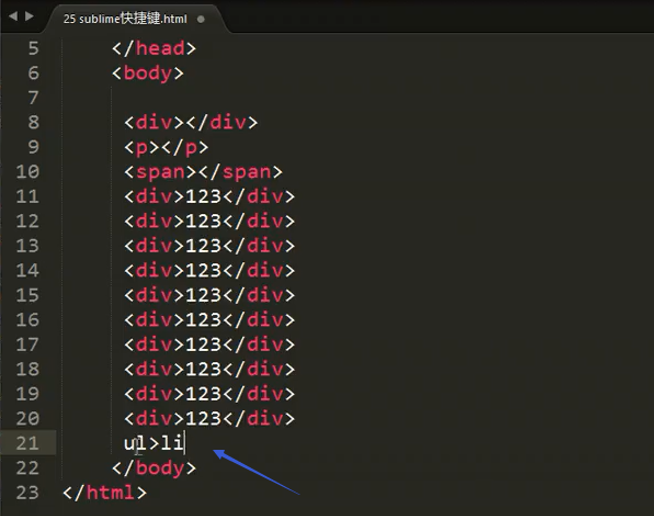 25 sublime快捷键.html
5 </head>
6 <body>
7
8 <div></div>
9 <p></p>
10 <span></span>
11 <div>123</div>
12 <div>123</div>
13 <div>123</div>
14 <div>123</div>
15 <div>123</div>
16 <div>123</div>
17 <div>123</div>
18 <div>123</div>
19 <div>123</div>
20 <div>123</div>
21 ul>li
22 </body>
23 </html>